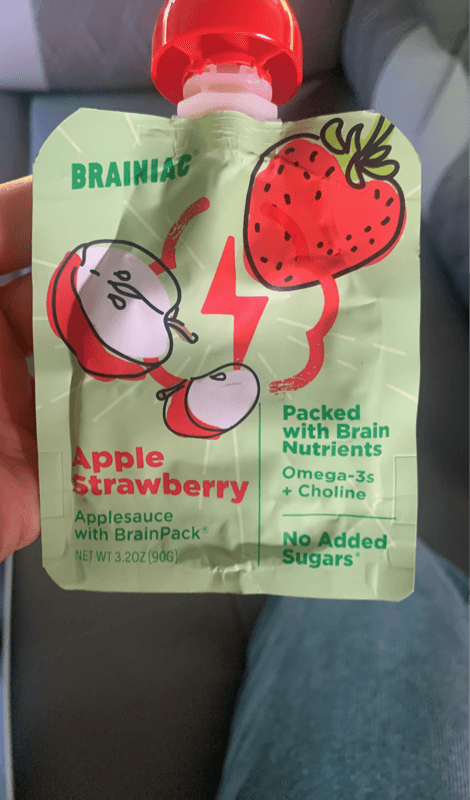 BRAINIAC®
Apple
Strawberry
Applesauce
with BrainPack®
NET WT 3.2OZ (90G)
Packed
with Brain
Nutrients
Omega-3s
+ Choline
No Added
Sugars*